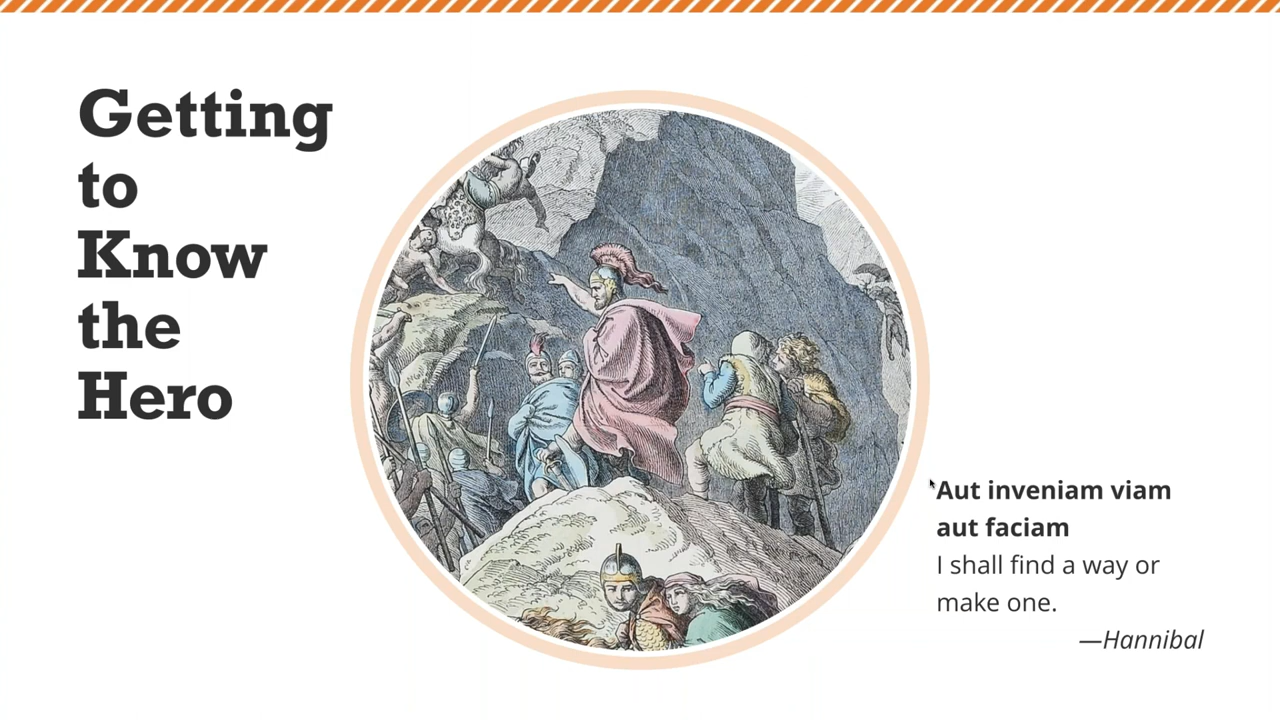 Getting
to
Know
the
Hero
Aut inveniam viam
aut faciam
I shall find a way or
make one.
—Hannibal